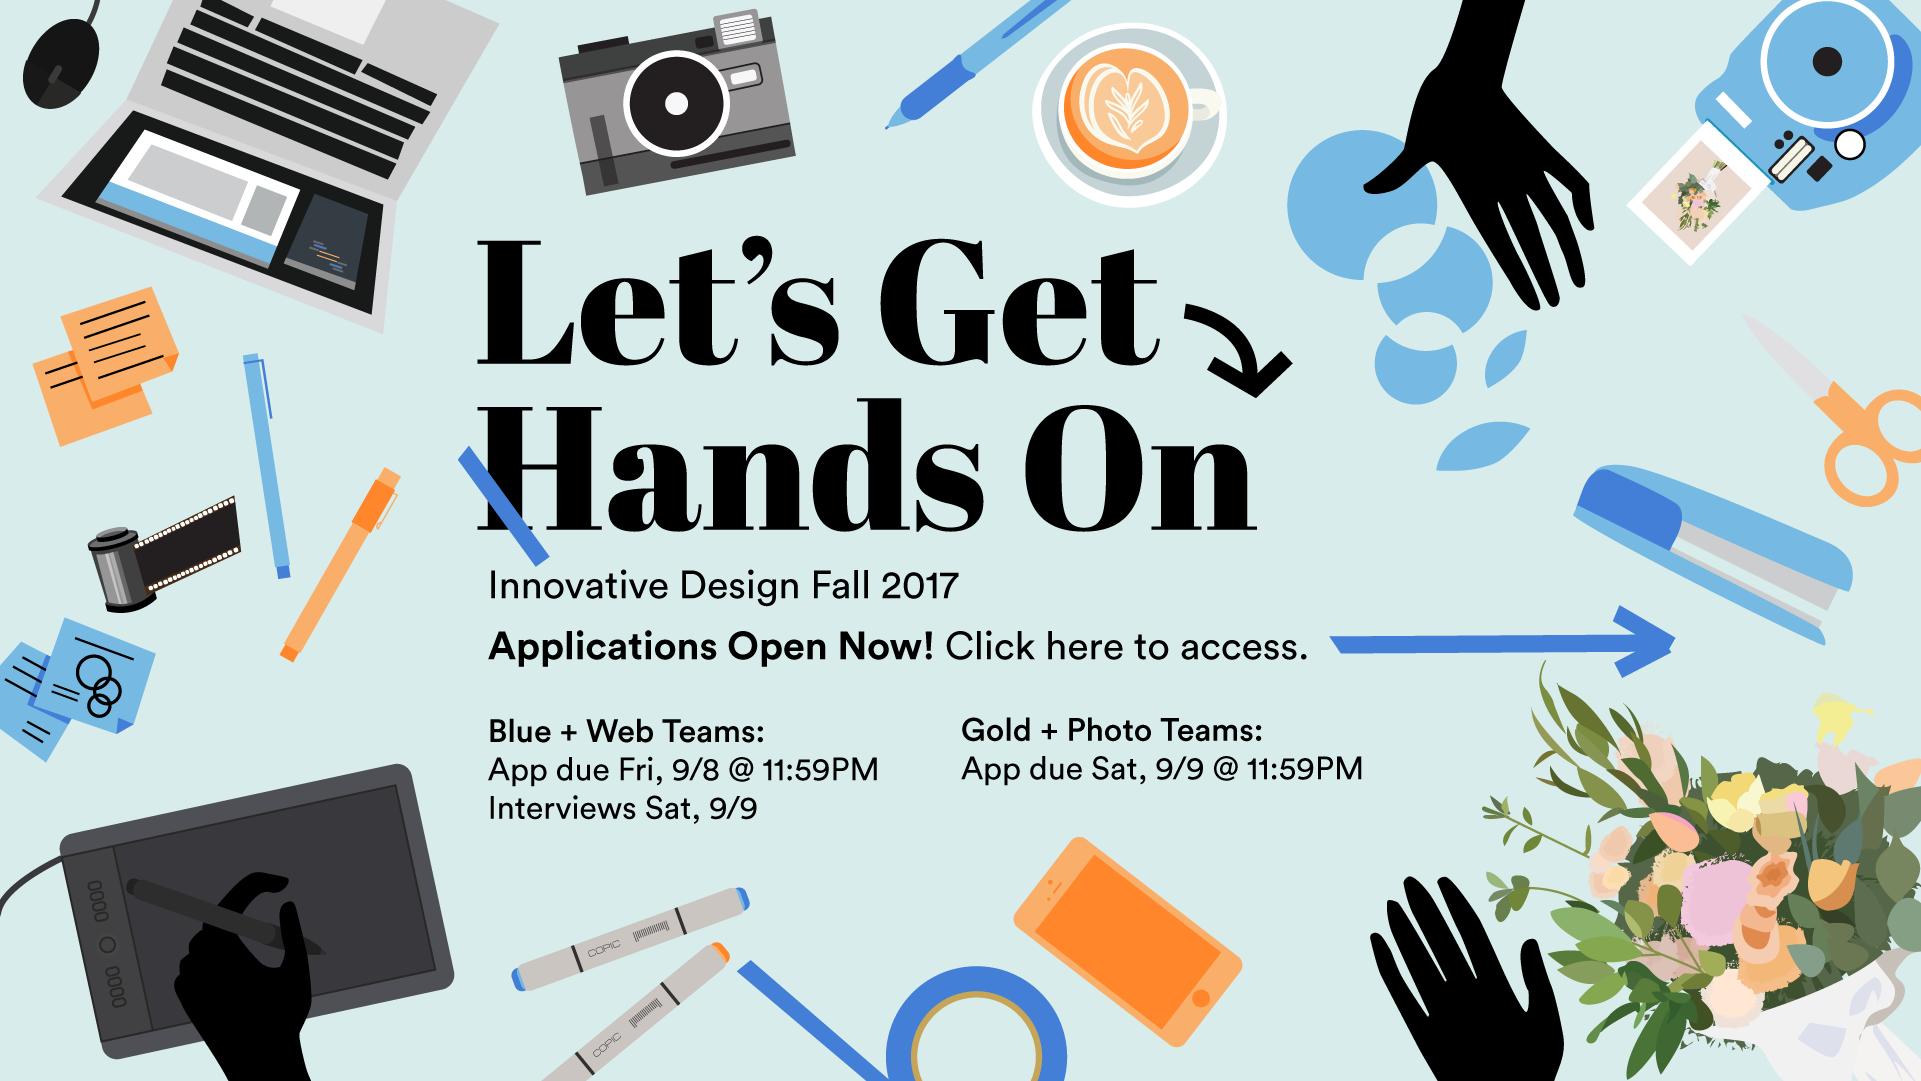 Let’s Get
Hands On
Innovative Design Fall 2017
Applications Open Now! Click here to access.
Blue + Web Teams:
App due Fri, 9/8 @ 11:59PM
Interviews Sat, 9/9
Gold + Photo Teams:
App due Sat, 9/9 @ 11:59PM
COPIC
COPIC